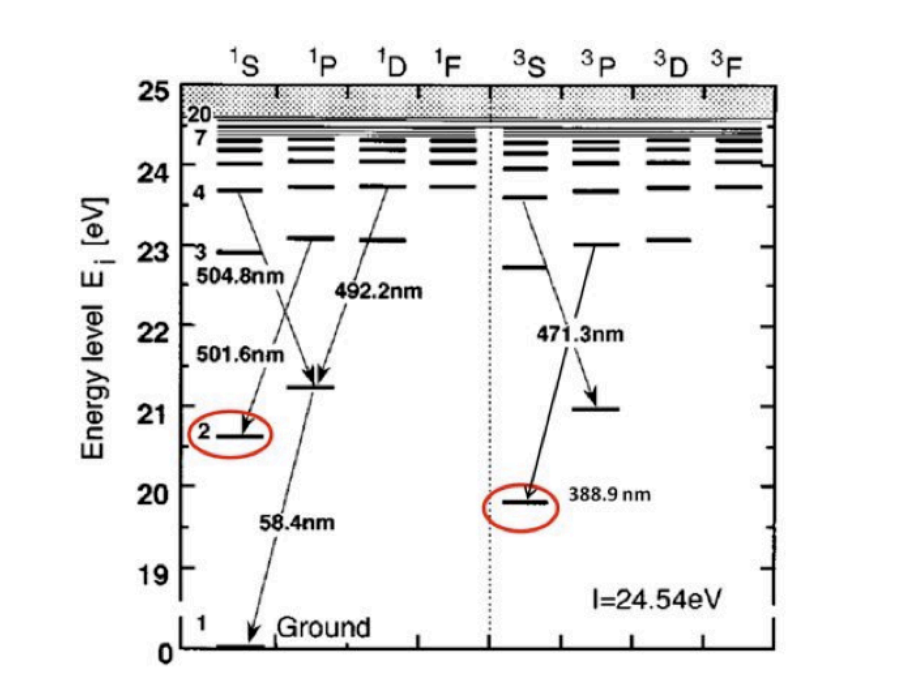 ¹S ¹P ¹D ¹F ³S ³P ³D ³F
25
20
7
24
4
23
3
504.8nm
492.2nm
22
471.3nm
501.6nm
21
2
20
388.9 nm
58.4nm
19
I=24.54eV
1
Ground
0
Energy level E i [eV]